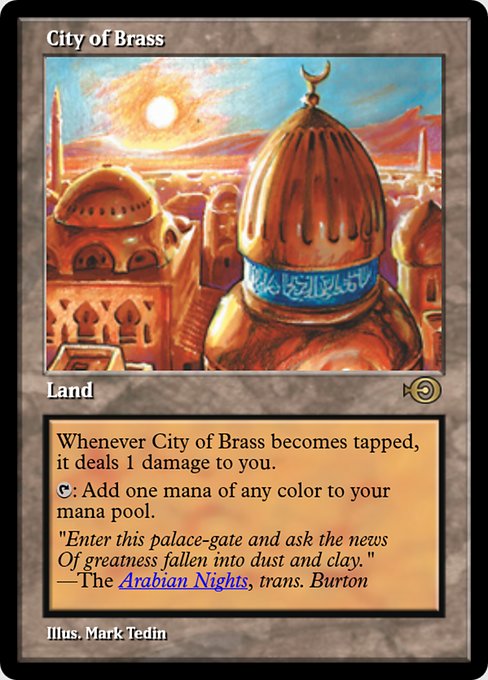 City of Brass
Land
Whenever City of Brass becomes tapped,
it deals 1 damage to you.
: Add one mana of any color to your
mana pool.
"Enter this palace-gate and ask the news
Of greatness fallen into dust and clay."
—The Arabian Nights, trans. Burton
Illus. Mark Tedin